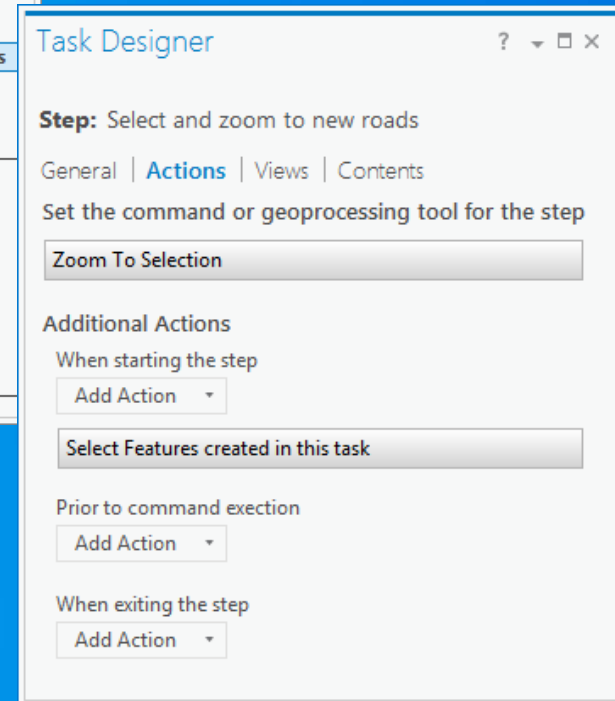 s
Task Designer ?
Step: Select and zoom to new roads
General | Actions | Views | Contents
Set the command or geoprocessing tool for the step
Zoom To Selection
Additional Actions
When starting the step
Add Action
Select Features created in this task
Prior to command exection
Add Action
When exiting the step
Add Action